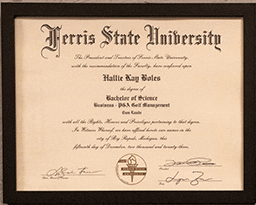 Ferris State University
The President and Trustees of Ferris State University,
with the recommendation of the Faculty, have conferred upon
Hallie Kay Boles
the degree of
Bachelor of Science
Business - PGA Golf Management
Cum Laude
with all the Rights, Honors and Privileges pertaining to that degree.
In Witness Whereof, we have affixed hereto our names in the
city of Big Rapids, Michigan, this
fifteenth day of December, two thousand and twenty-three.